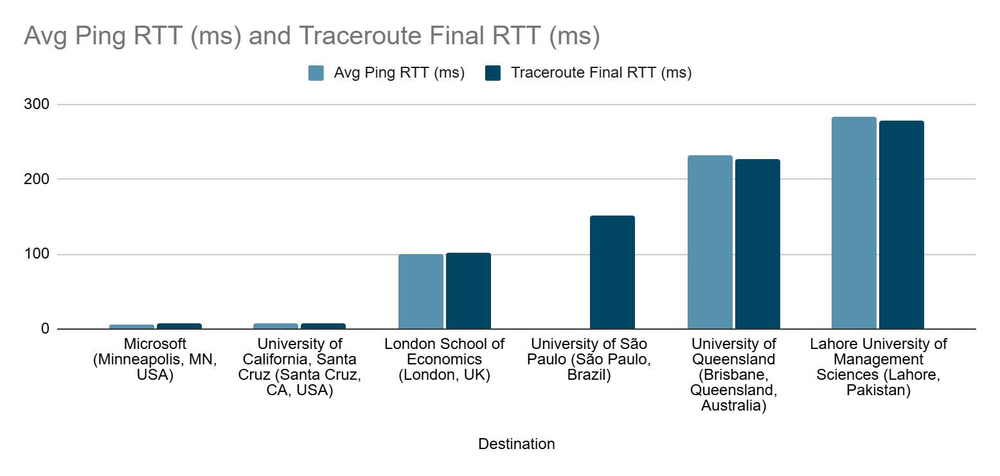 Avg Ping RTT (ms) and Traceroute Final RTT (ms)
Avg Ping RTT (ms)
Traceroute Final RTT (ms)
300
200
100
0
Microsoft
(Minneapolis, MN,
USA)
University of
California, Santa
Cruz (Santa Cruz,
CA, USA)
London School of
Economics
(London, UK)
University of São
Paulo (São Paulo,
Brazil)
University of
Queensland
(Brisbane,
Queensland,
Australia)
Lahore University of
Management
Sciences (Lahore,
Pakistan)
Destination